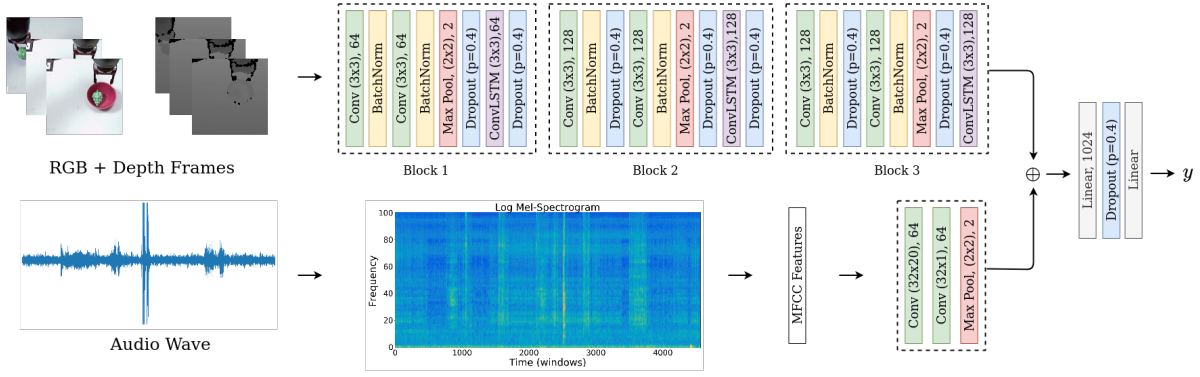 Conv (3x3), 64
BatchNorm
Conv (3x3), 64
BatchNorm
Max Pool, (2x2), 2
Dropout (p=0.4)
ConvLSTM (3x3),64
Dropout (p=0.4)
Block 1
Conv (3x3), 128
BatchNorm
Dropout (p=0.4)
Conv (3x3), 128
BatchNorm
Max Pool, (2x2), 2
Dropout (p=0.4)
ConvLSTM (3x3),128
Dropout (p=0.4)
Block 2
Conv (3x3), 128
BatchNorm
Dropout (p=0.4)
Conv (3x3), 128
BatchNorm
Max Pool, (2x2), 2
Dropout (p=0.4)
ConvLSTM (3x3),128
Block 3
RGB + Depth Frames
⊕
Linear, 1024
Dropout (p=0.4)
Linear
y
Audio Wave
Log Mel-Spectrogram
Frequency
100
80
60
40
20
0
0 1000 2000 3000 4000
Time (windows)
MFCC Features
Conv (32x20), 64
Conv (32x1), 64
Max Pool, (2x2), 2